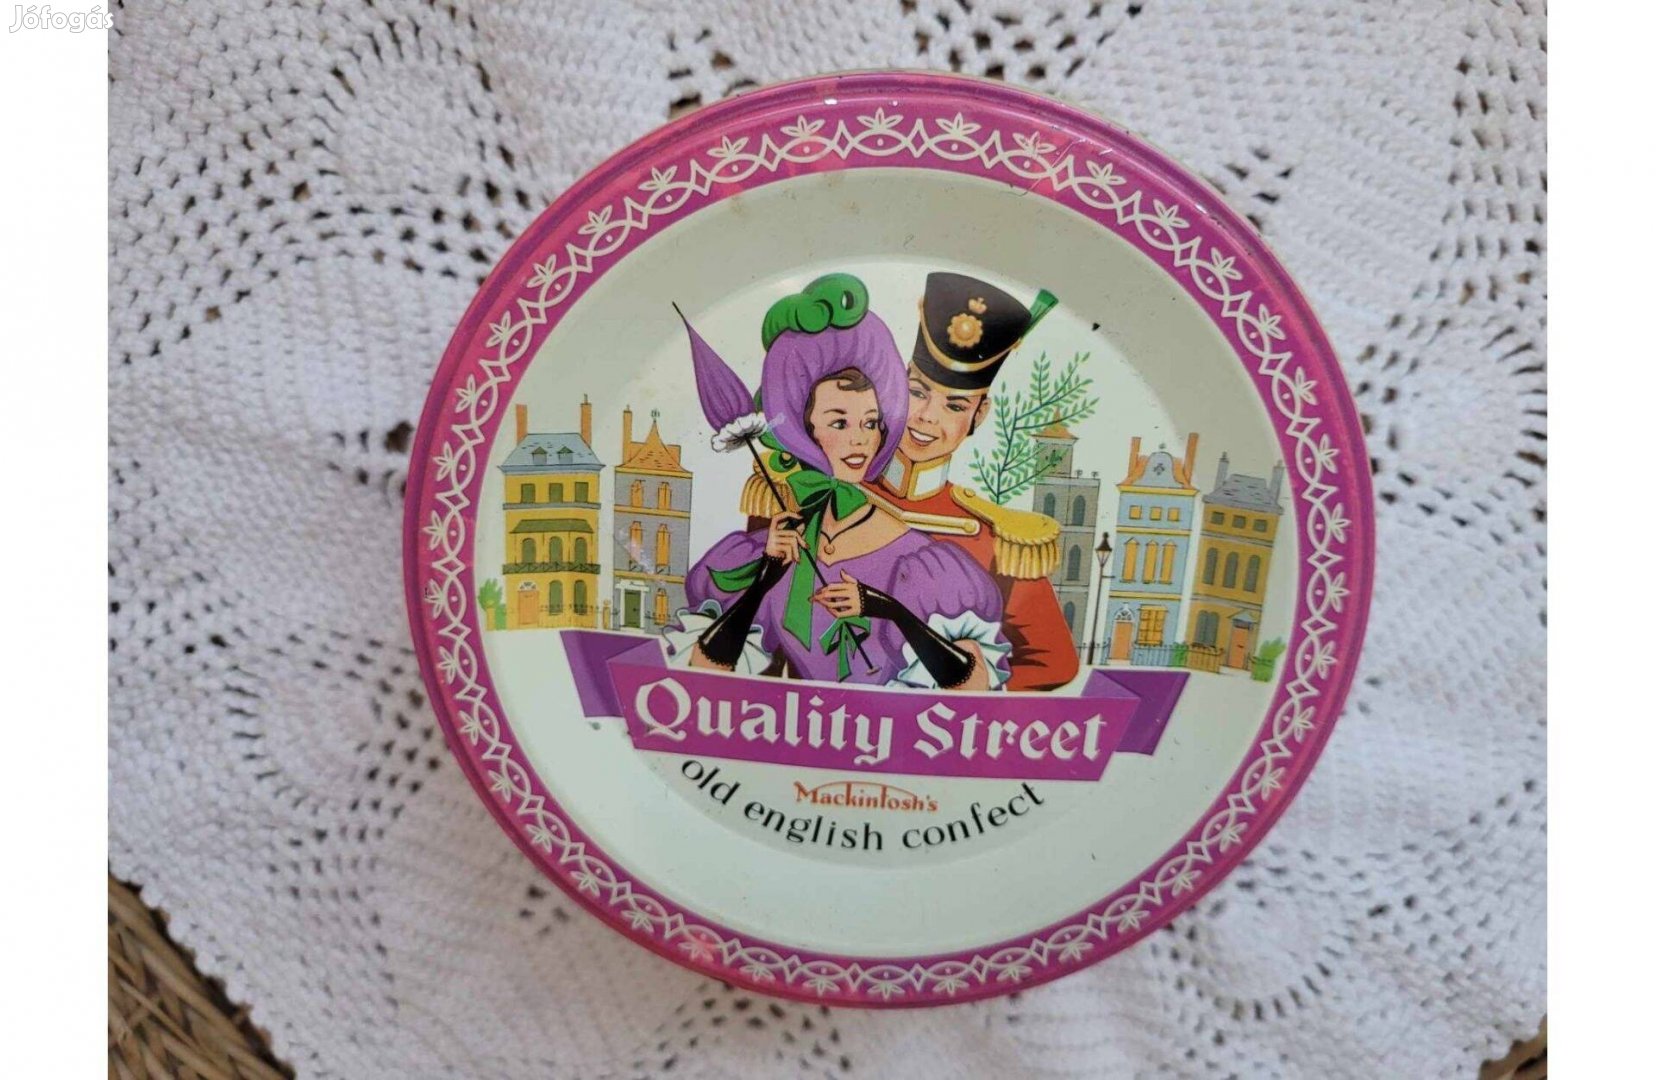 Jófogás
Quality Street
Mackintosh's
old english confect